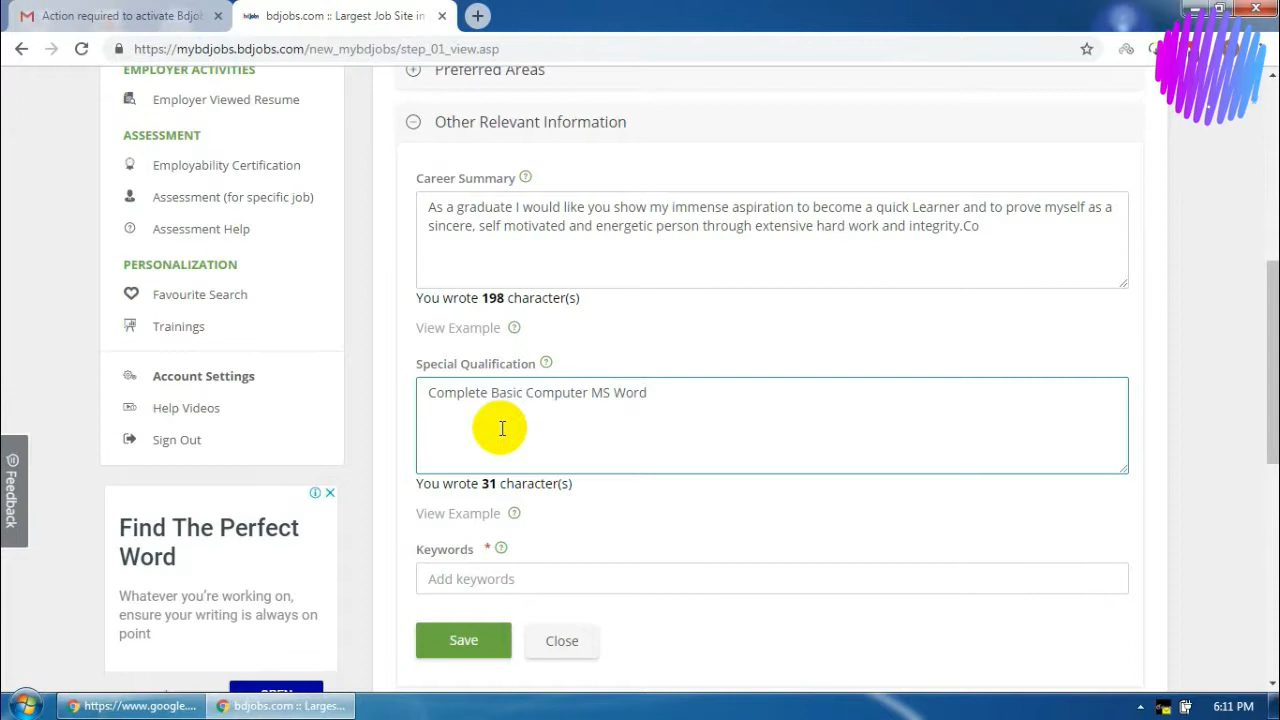 Action required to activate Bdjob
bdjobs.com :: Largest Job Site in
https://mybdjobs.bdjobs.com/new_mybdjobs/step_01_view.asp
EMPLOYER ACTIVITIES
Employer Viewed Resume
ASSESSMENT
Employability Certification
Assessment (for specific job)
Assessment Help
PERSONALIZATION
Favourite Search
Trainings
Account Settings
Help Videos
Sign Out
Feedback
Find The Perfect
Word
Whatever you're working on,
ensure your writing is always on
point
Preferred Areas
Other Relevant Information
Career Summary
As a graduate I would like you show my immense aspiration to become a quick Learner and to prove myself as a
sincere, self motivated and energetic person through extensive hard work and integrity.Co
You wrote 198 character(s)
View Example
Special Qualification
Complete Basic Computer MS Word
You wrote 31 character(s)
View Example
Keywords *
Add keywords
Save
Close
https://www.google....
bdjobs.com :: Larges...
6:11 PM